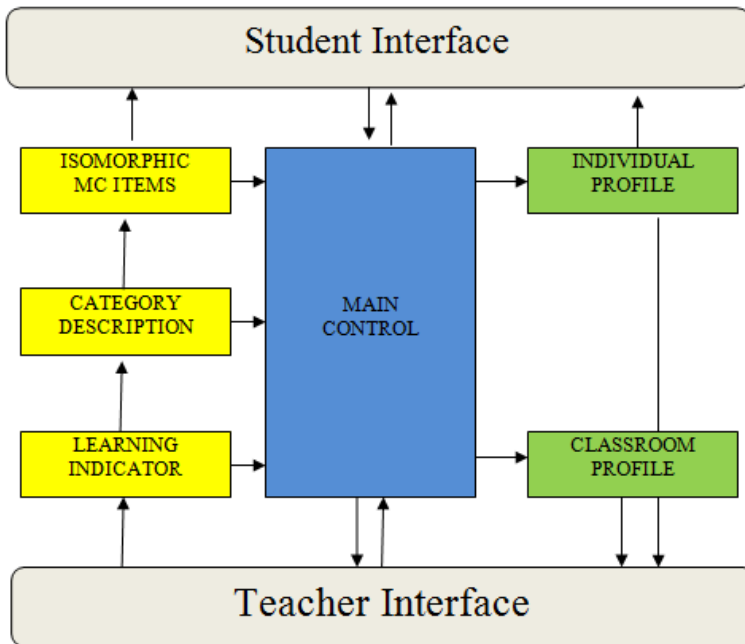 Student Interface
ISOMORPHIC
MC ITEMS
INDIVIDUAL
PROFILE
CATEGORY
DESCRIPTION
MAIN
CONTROL
LEARNING
INDICATOR
CLASSROOM
PROFILE
Teacher Interface